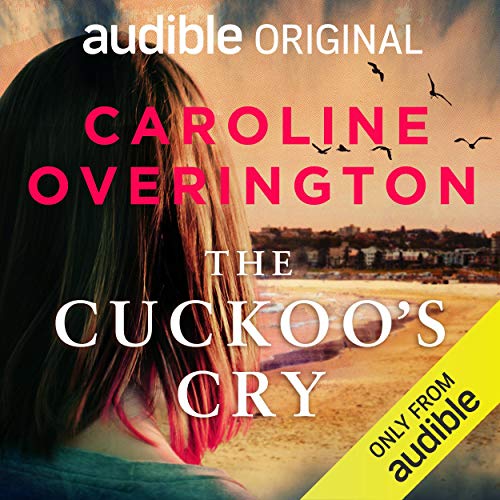 audible ORIGINAL
CAROLINE
OVERINGTON
THE
CUCKOO'S
CRY
ONLY FROM
audible